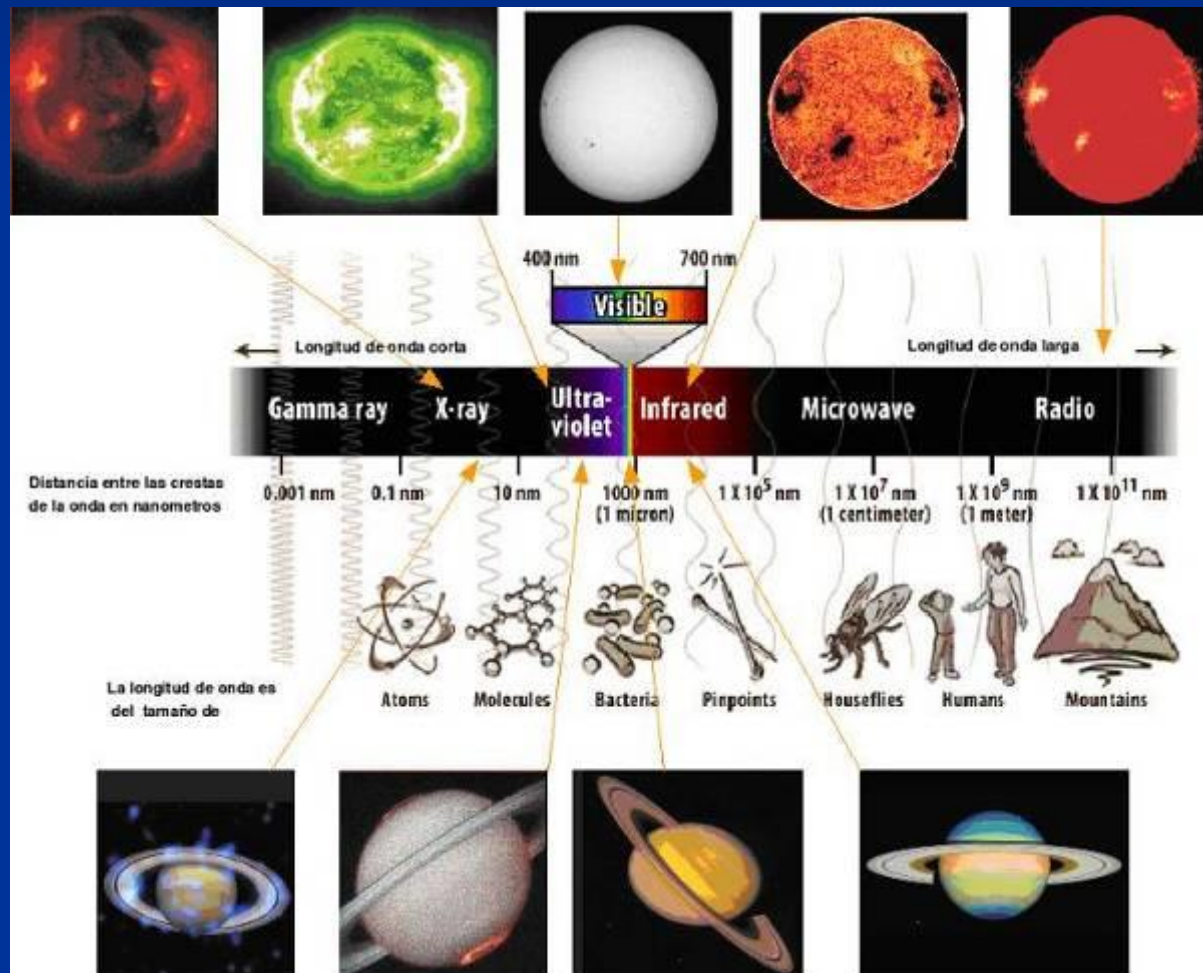 400 nm 700 nm
Visible
Longitud de onda corta
Longitud de onda larga
Gamma ray
X-ray
Ultra-
violet
Infrared
Microwave
Radio
Distancia entre las crestas
de la onda en nanometros
0.001 nm
0.1 nm
10 nm
1000 nm
(1 micron)
1 X 10⁵ nm
1 X 10⁷ nm
(1 centimeter)
1 X 10⁹ nm
(1 meter)
1 X 10¹¹ nm
La longitud de onda es
del tamaño de
Atoms
Molecules
Bacteria
Pinpoints
Houseflies
Humans
Mountains